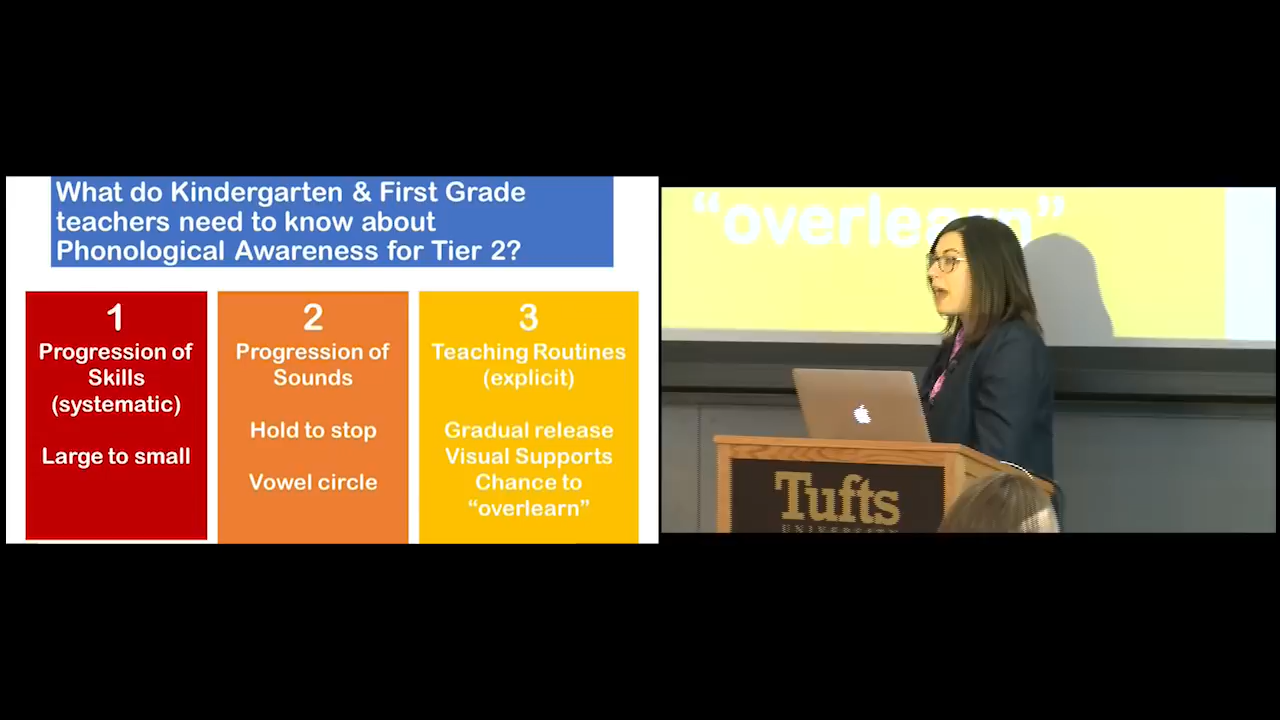 What do Kindergarten & First Grade
teachers need to know about
Phonological Awareness for Tier 2?
1
Progression of
Skills
(systematic)
Large to small
2
Progression of
Sounds
Hold to stop
Vowel circle
3
Teaching Routines
(explicit)
Gradual release
Visual Supports
Chance to
“overlearn”
“overlearn”
Tufts
UNIVERSITY